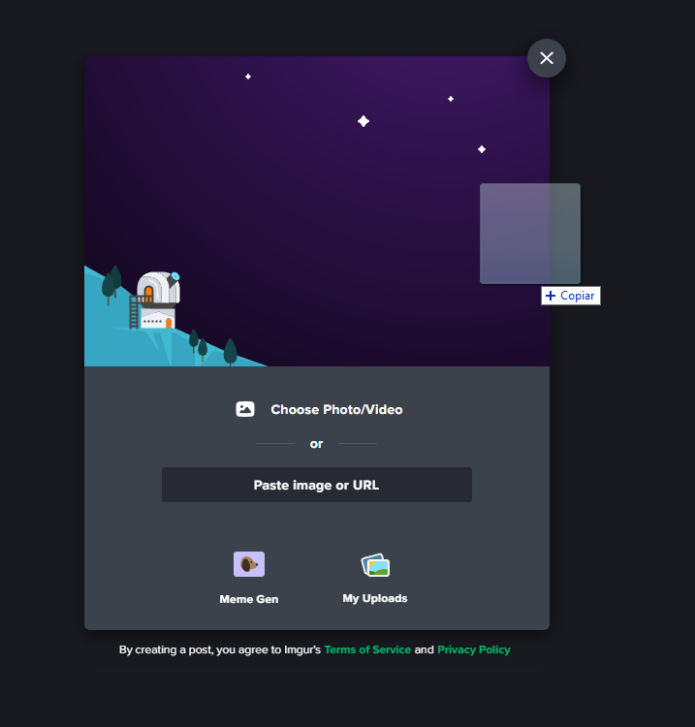 Copiar
Choose Photo/Video
or
Paste image or URL
Meme Gen
My Uploads
By creating a post, you agree to Imgur's Terms of Service and Privacy Policy